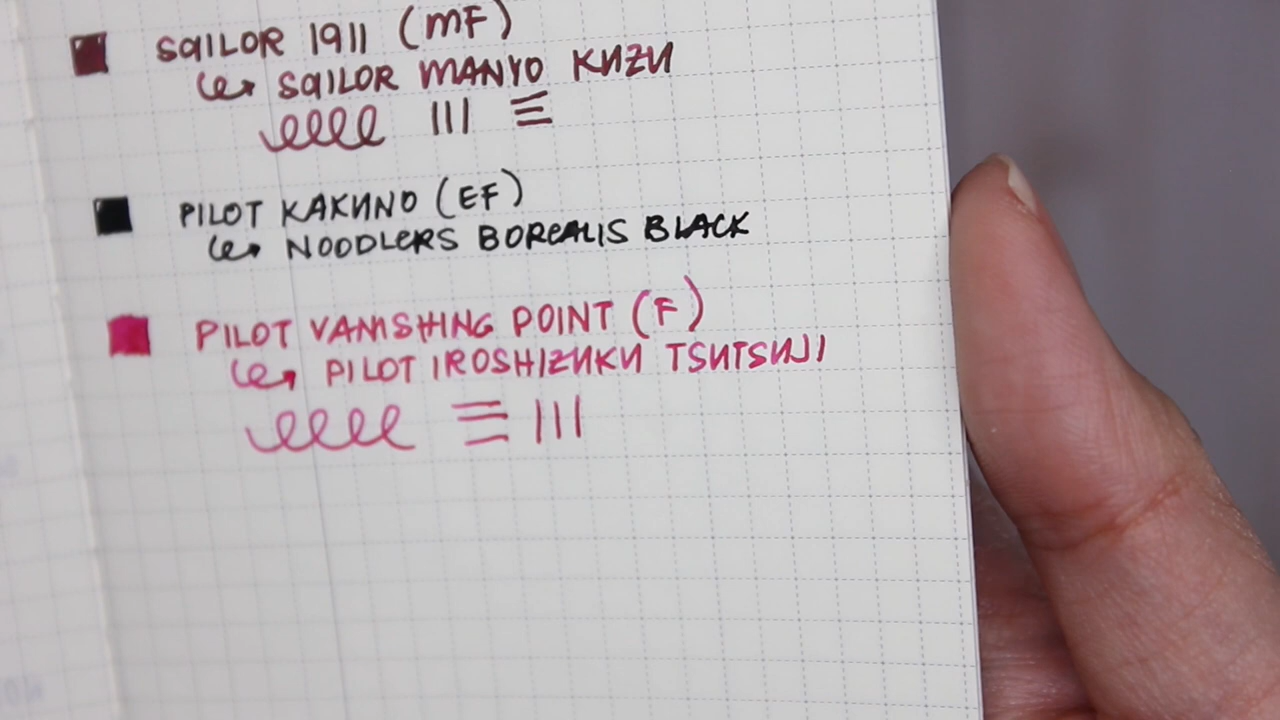 SAILOR 1911 (MF)
SAILOR MANYO KUZU
PILOT KAKUNO (EF)
NOODLERS BOREALIS BLACK
PILOT VANISHING POINT (F)
PILOT IROSHIZUKU TSUTSUJI